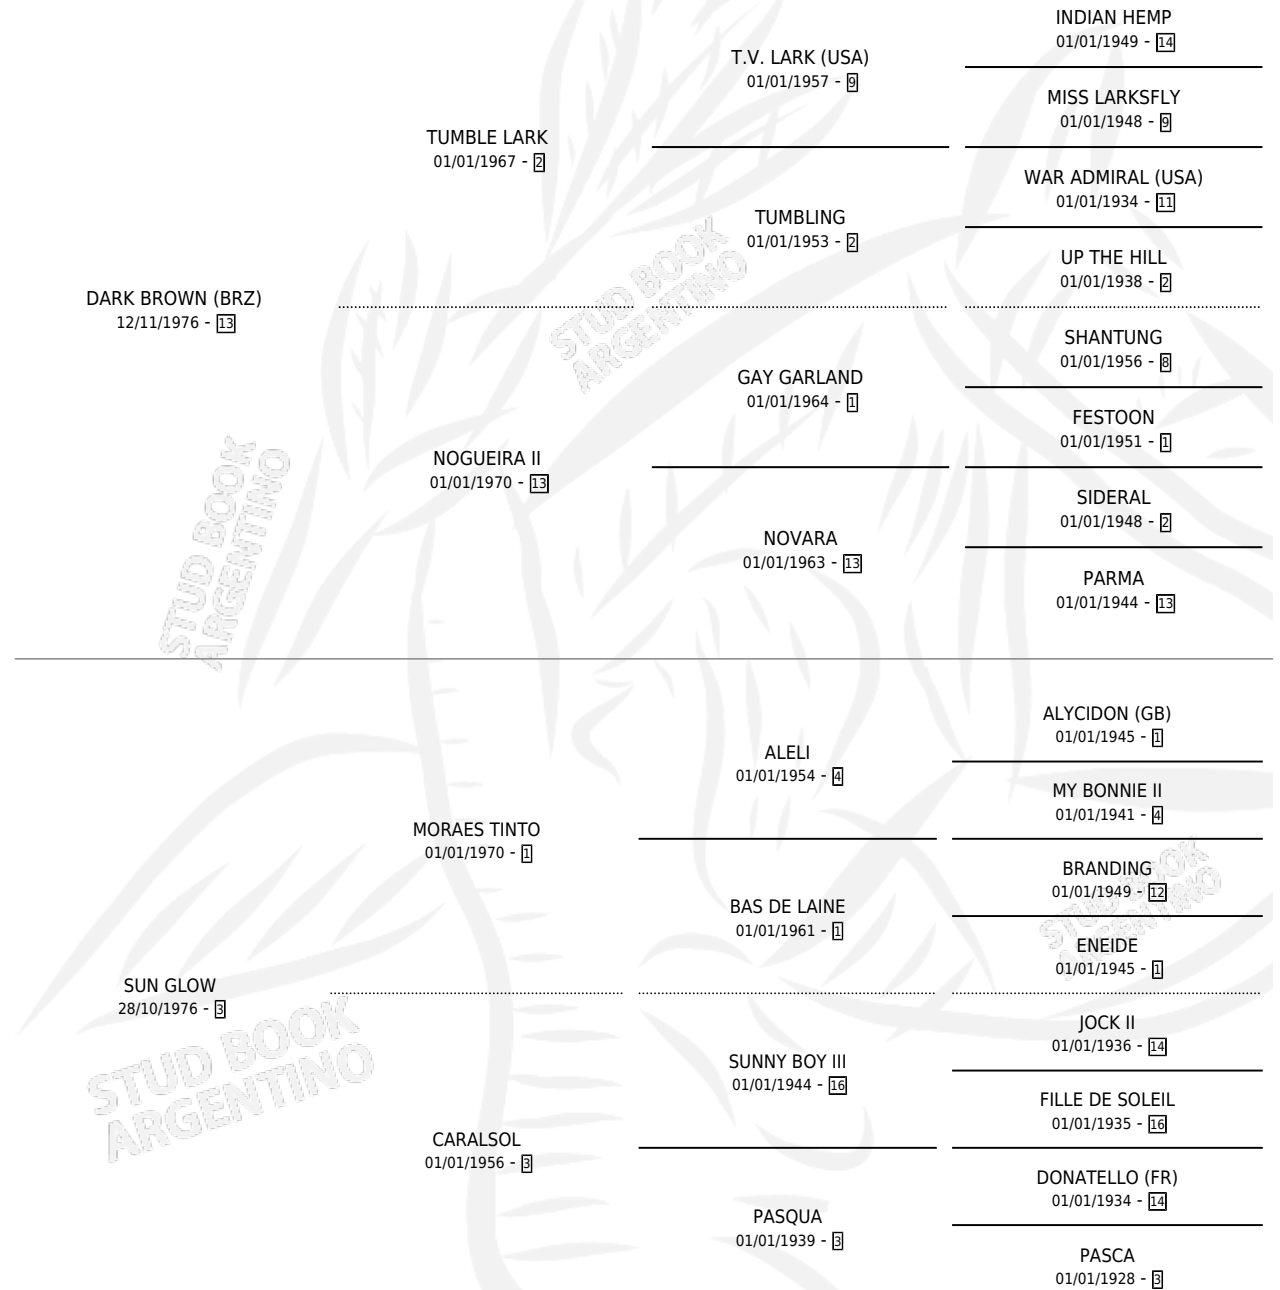 INDIAN HEMP
01/01/1949 - 14
T.V. LARK (USA)
01/01/1957 - 9
MISS LARKSFLY
01/01/1948 - 9
TUMBLE LARK
01/01/1967 - 2
WAR ADMIRAL (USA)
01/01/1934 - 11
TUMBLING
01/01/1953 - 2
UP THE HILL
01/01/1938 - 2
DARK BROWN (BRZ)
12/11/1976 - 13
SHANTUNG
01/01/1956 - 8
GAY GARLAND
01/01/1964 - 1
FESTOON
01/01/1951 - 1
NOGUEIRA II
01/01/1970 - 13
SIDERAL
01/01/1948 - 2
NOVARA
01/01/1963 - 13
PARMA
01/01/1944 - 13
STUD BOOK
ARGENTINO
STUD BOOK
ARGENTINO
ALYCIDON (GB)
01/01/1945 - 1
ALELI
01/01/1954 - 4
MY BONNIE II
01/01/1941 - 4
MORAES TINTO
01/01/1970 - 1
BRANDING
01/01/1949 - 12
BAS DE LAINE
01/01/1961 - 1
ENEIDE
01/01/1945 - 1
STUD BOOK
ARGENTINO
SUN GLOW
28/10/1976 - 3
JOCK II
01/01/1936 - 14
SUNNY BOY III
01/01/1944 - 16
FILLE DE SOLEIL
01/01/1935 - 16
CARALSOL
01/01/1956 - 3
DONATELLO (FR)
01/01/1934 - 14
PASQUA
01/01/1939 - 3
PASCA
01/01/1928 - 3
STUD BOOK
ARGENTINO